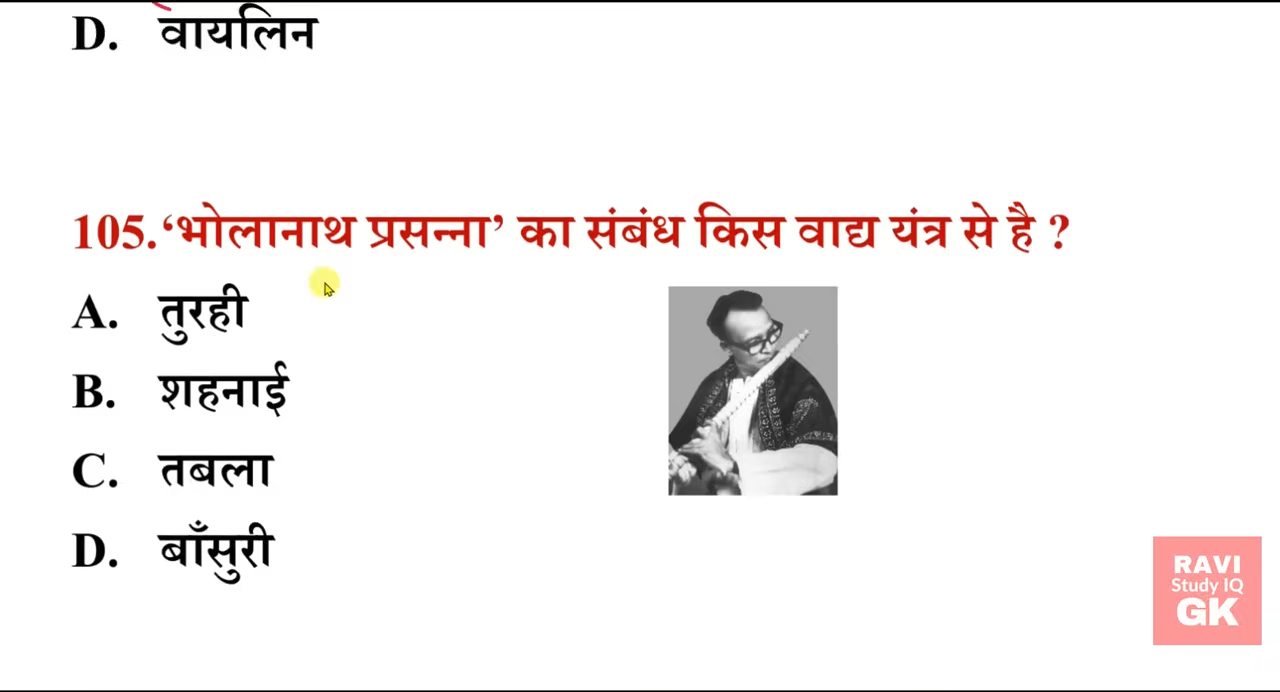 D. वायलिन
105.‘भोलानाथ प्रसन्ना’ का संबंध किस वाद्य यंत्र से है ?
A. तुरही
B. शहनाई
C. तबला
D. बाँसुरी
RAVI
Study IQ
GK